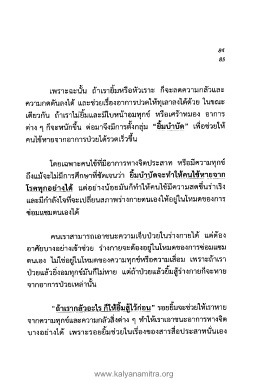 84
85
เพราะฉะนั้น ถ้าเรายิ้มหรือหัวเราะ ก็จะลดความกลัวและ
ความกดดันลงได้ และช่วยเรื่องอาการปวดให้ทุเลาลงได้ด้วย ในขณะ
เดียวกัน ถ้าเราไม่ยิ้มและมีใบหน้าอมทุกข์ หรือเศร้าหมอง อาการ
ต่าง ๆ ก็จะหนักขึ้น ต่อมาจึงมีการตั้งกลุ่ม "ยิ้มบำบัด" เพื่อช่วยให้
คนไข้หายจากอาการป่วยได้รวดเร็วขึ้น
โดยเฉพาะคนไข้ที่มีอาการทางจิตประสาท หรือมีความทุกข์
ถึงแม้จะไม่มีการศึกษาที่ชัดเจนว่า ยิ้มบำบัดจะทำให้คนไข้หายจาก
โรคทุกอย่างได้ แต่อย่างน้อยมันก็ทำให้คนไข้มีความสดชื่นร่าเริง
และมีกำลังใจที่จะเปลี่ยนสภาพร่างกายตนเองให้อยู่ในโหมดของการ
ซ่อมแซมตนเองได้
คนเราสามารถเอาชนะความเจ็บป่วยในร่างกายได้ แต่ต้อง
อาศัยบางอย่างเข้าช่วย ร่างกายจะต้องอยู่ในโหมดของการซ่อมแซม
ตนเอง ไม่ใช่อยู่ในโหมดของความทุกข์หรือความเสื่อม เพราะถ้าเรา
ป่วยแล้วยิ่งอมทุกข์มันก็ไม่หาย แต่ถ้าป่วยแล้วยิ้มสู้ร่างกายก็จะหาย
จากอาการป่วยเหล่านั้น
"ถ้าเรากลัวอะไร ก็ให้ยิ้มสู้ไว้ก่อน" รอยยิ้มจะช่วยให้เราหาย
จากความทุกข์และความกลัวสิ่งต่าง ๆ ทำให้เราเอาชนะอาการทางจิต
บางอย่างได้ เพราะรอยยิ้มช่วยในเรื่องของสารสื่อประสาทนั่นเอง
www.kalyanamitra.org